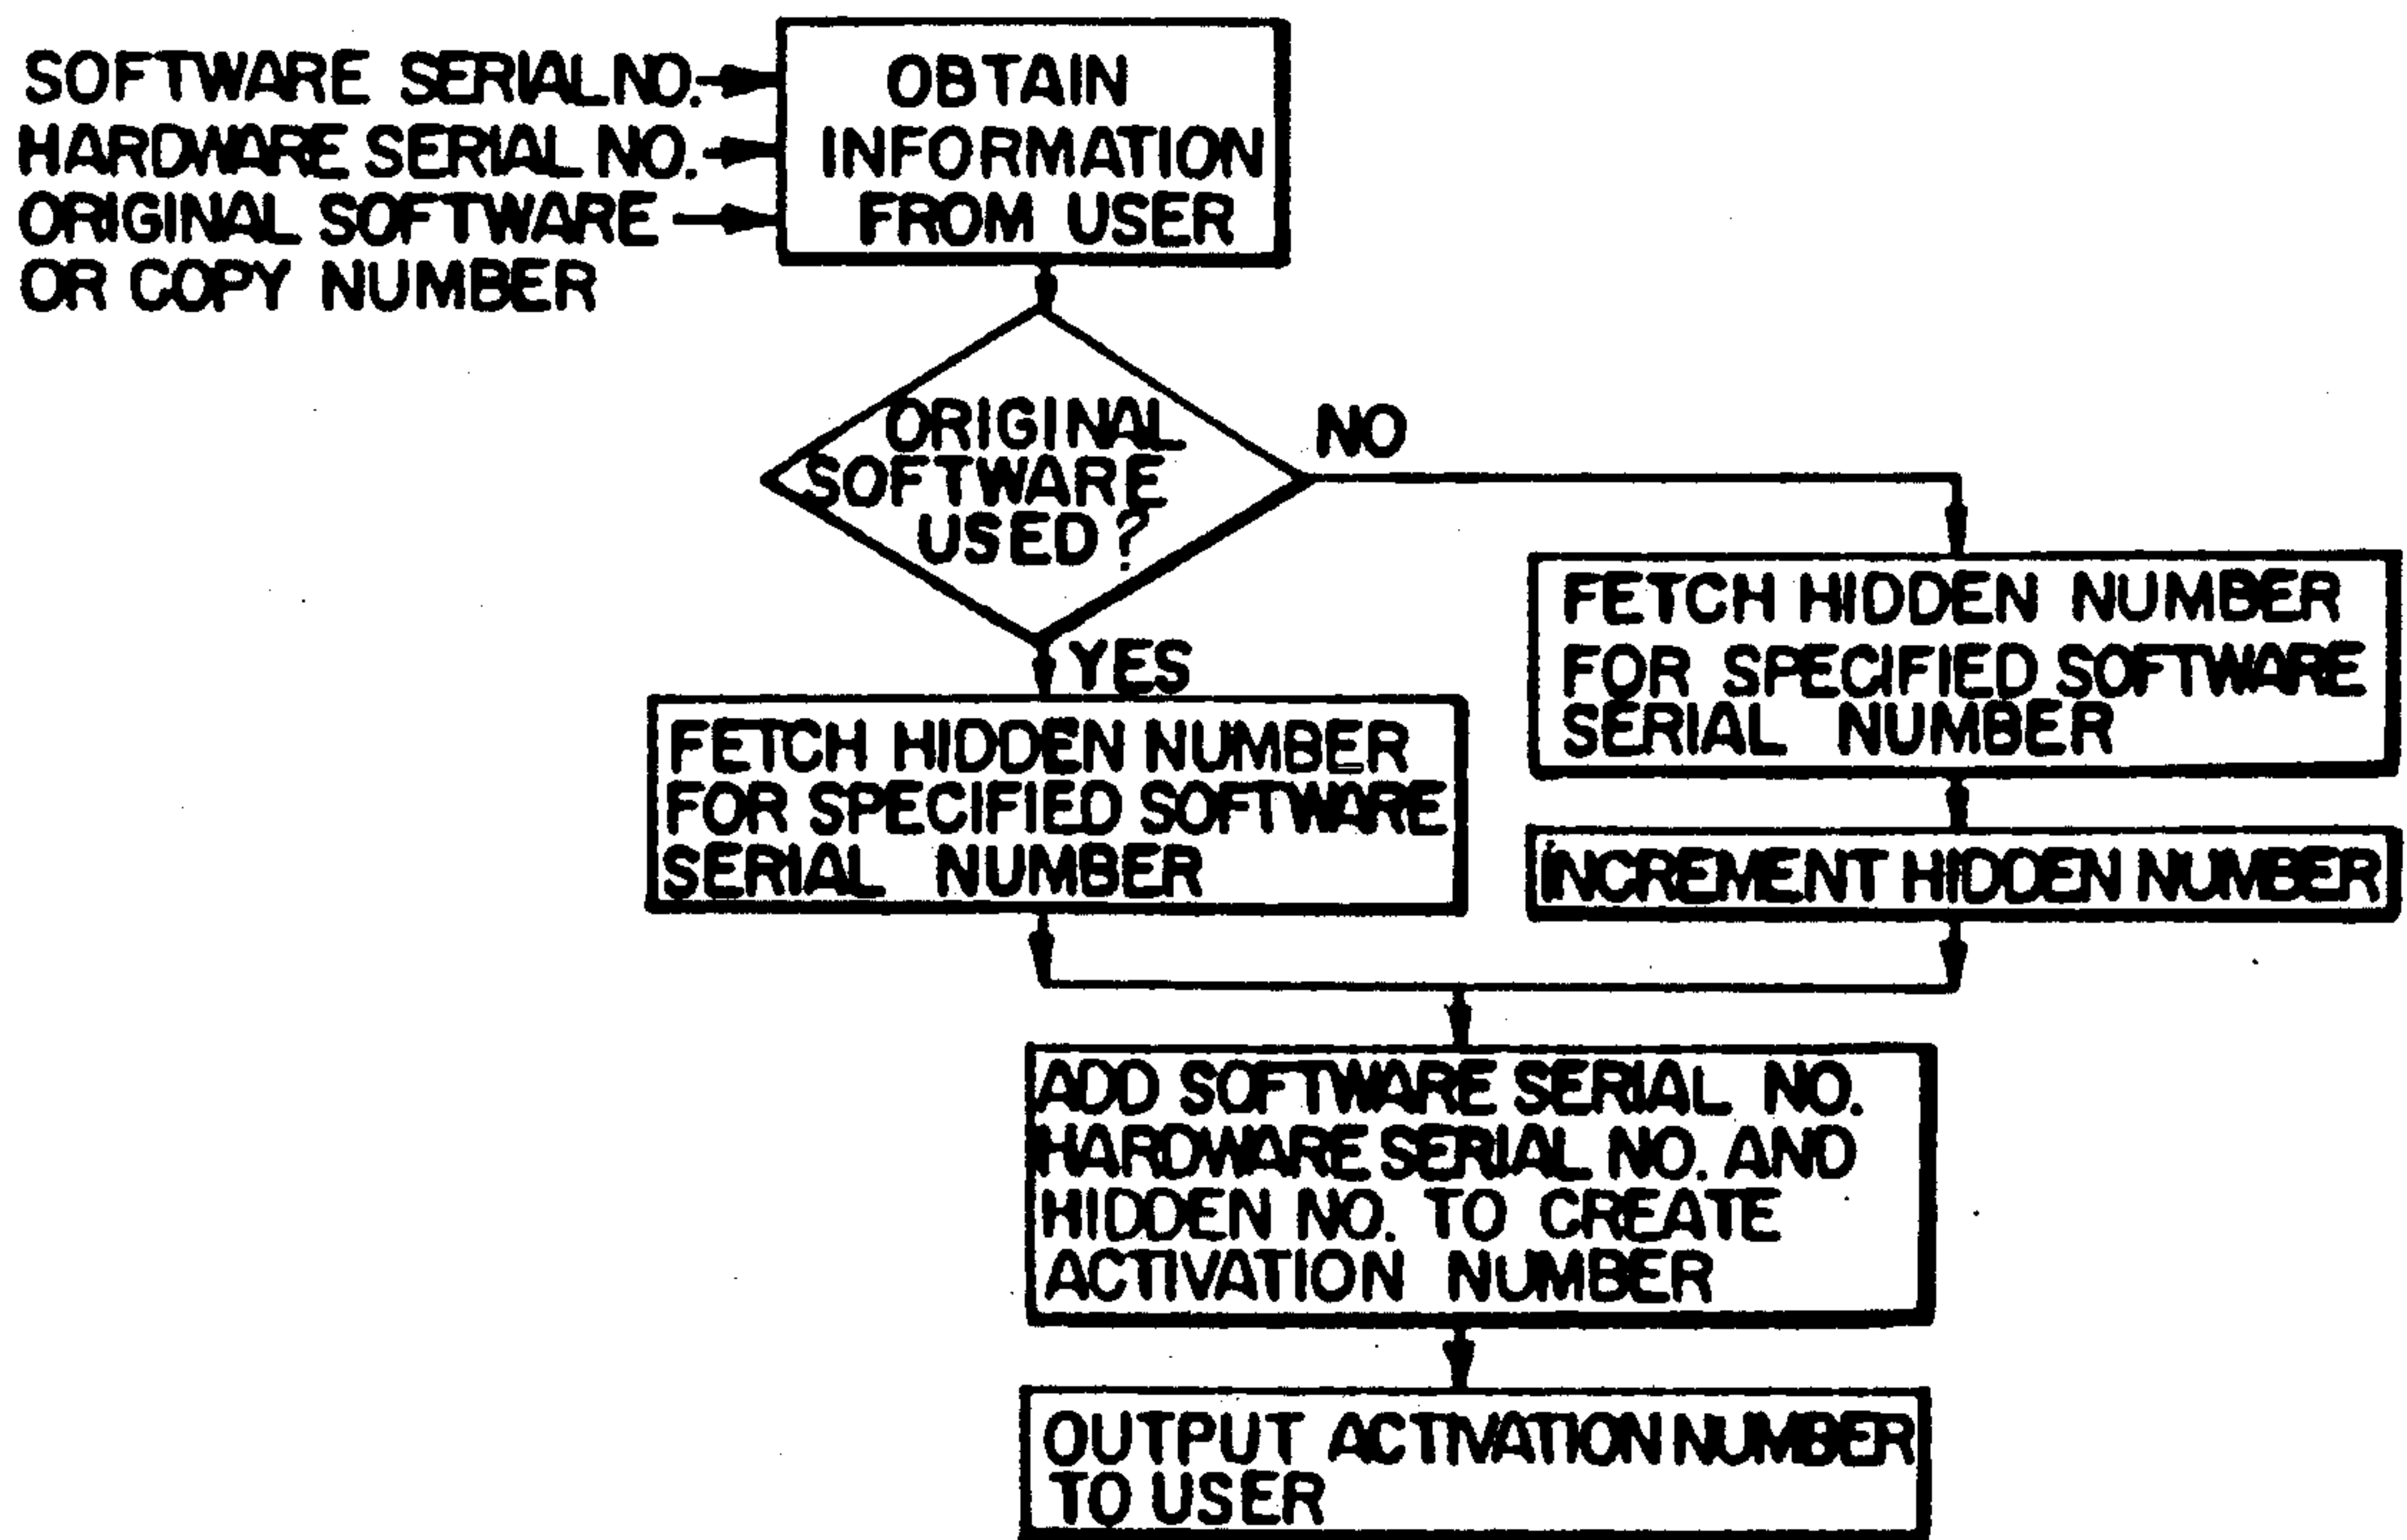 SOFTWARE SERIAL NO.
HARDWARE SERIAL NO.
ORIGINAL SOFTWARE
OR COPY NUMBER
OBTAIN
INFORMATION
FROM USER
ORIGINAL
SOFTWARE
USED?
NO
YES
FETCH HIDDEN NUMBER
FOR SPECIFIED SOFTWARE
SERIAL NUMBER
FETCH HIDDEN NUMBER
FOR SPECIFIED SOFTWARE
SERIAL NUMBER
INCREMENT HIDDEN NUMBER
ADD SOFTWARE SERIAL NO.
HARDWARE SERIAL NO. AND
HIDDEN NO. TO CREATE
ACTIVATION NUMBER
OUTPUT ACTIVATION NUMBER
TO USER